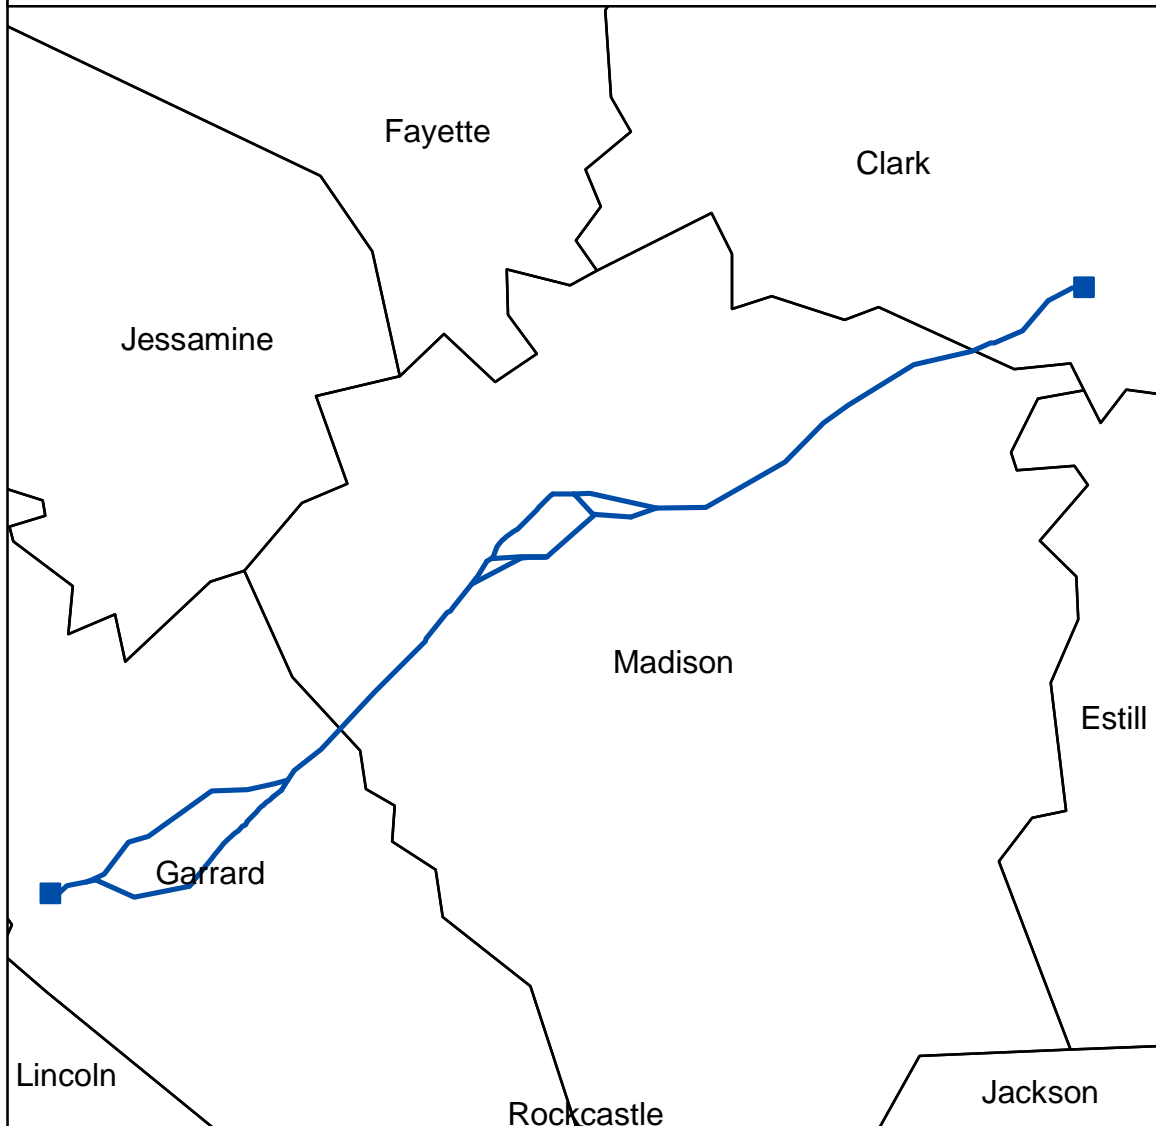 Fayette
Clark
Jessamine
Madison
Estill
Garrard
Lincoln
Jackson
Rockcastle